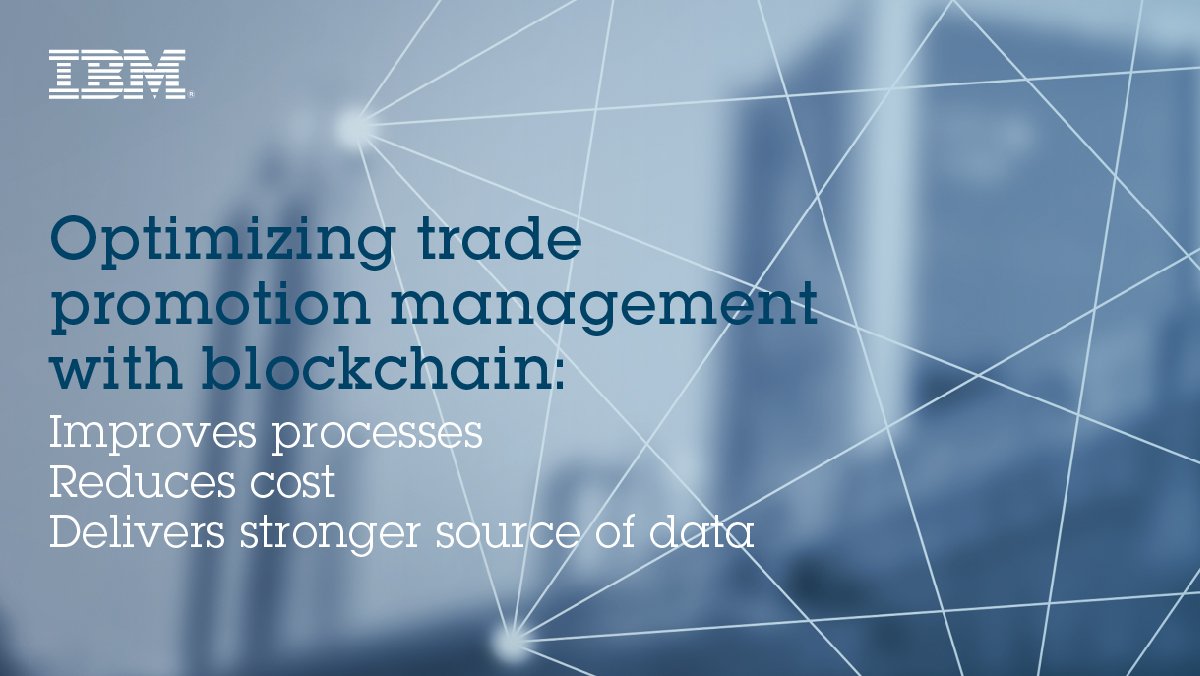 IBM®
Optimizing trade
promotion management
with blockchain:
Improves processes
Reduces cost
Delivers stronger source of data